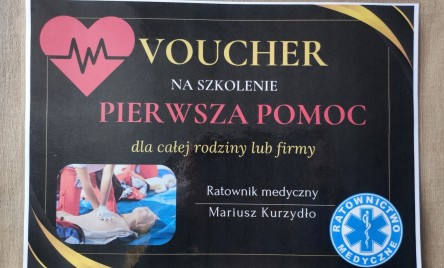 VOUCHER
NA SZKOLENIE
PIERWSZA POMOC
dla całej rodziny lub firmy
Ratownik medyczny
Mariusz Kurzydło
RATOWNICTWO
MEDYCZNE